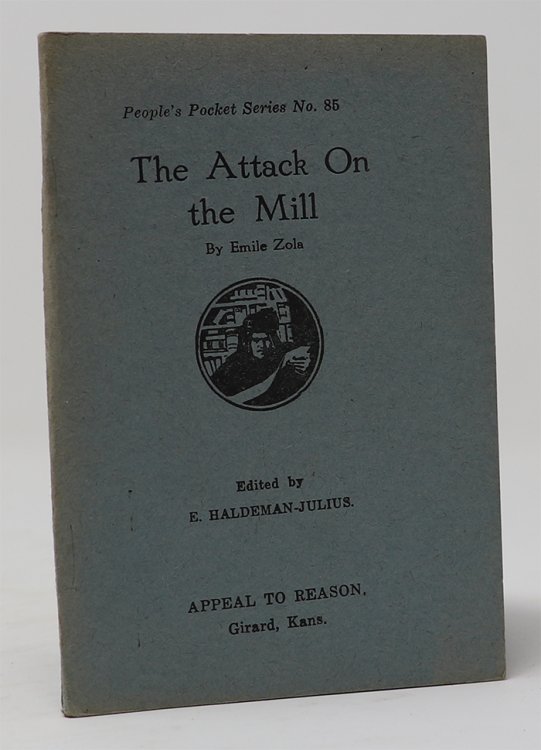 People's Pocket Series No. 85
The Attack On
the Mill
By Emile Zola
Edited by
E. HALDEMAN-JULIUS.
APPEAL TO REASON,
Girard, Kans.